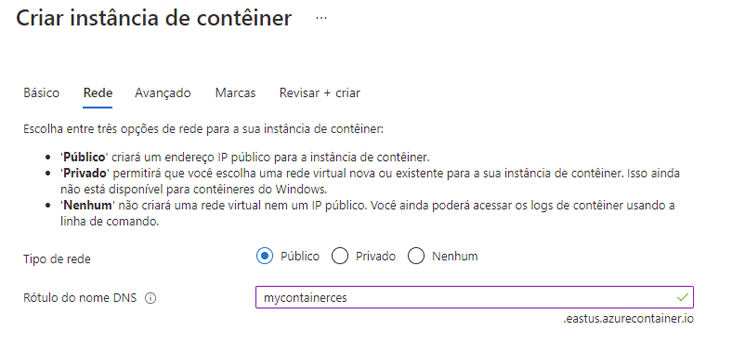 Criar instância de contêiner ...
Básico Rede Avançado Marcas Revisar + criar
Escolha entre três opções de rede para a sua instância de contêiner:
• 'Público' criará um endereço IP público para a instância de contêiner.
• 'Privado' permitirá que você escolha uma rede virtual nova ou existente para a sua instância de contêiner. Isso ainda
não está disponível para contêineres do Windows.
• 'Nenhum' não criará uma rede virtual nem um IP público. Você ainda poderá acessar os logs de contêiner usando a
linha de comando.
Tipo de rede Público Privado Nenhum
Rótulo do nome DNS mycontainerces
.eastus.azurecontainer.io